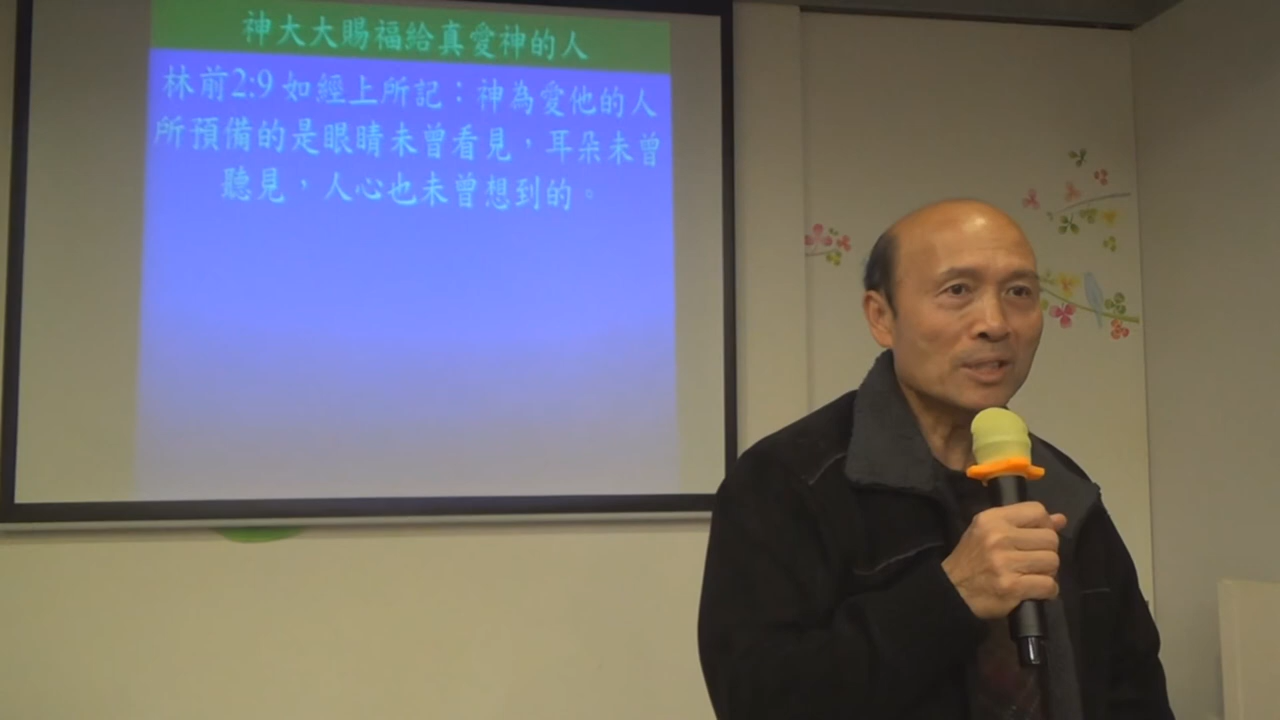 神大大賜福給真愛神的人
林前2:9 如經上所記：神為愛他的人
所預備的是眼睛未曾看見，耳朵未曾
聽見，人心也未曾想到的。